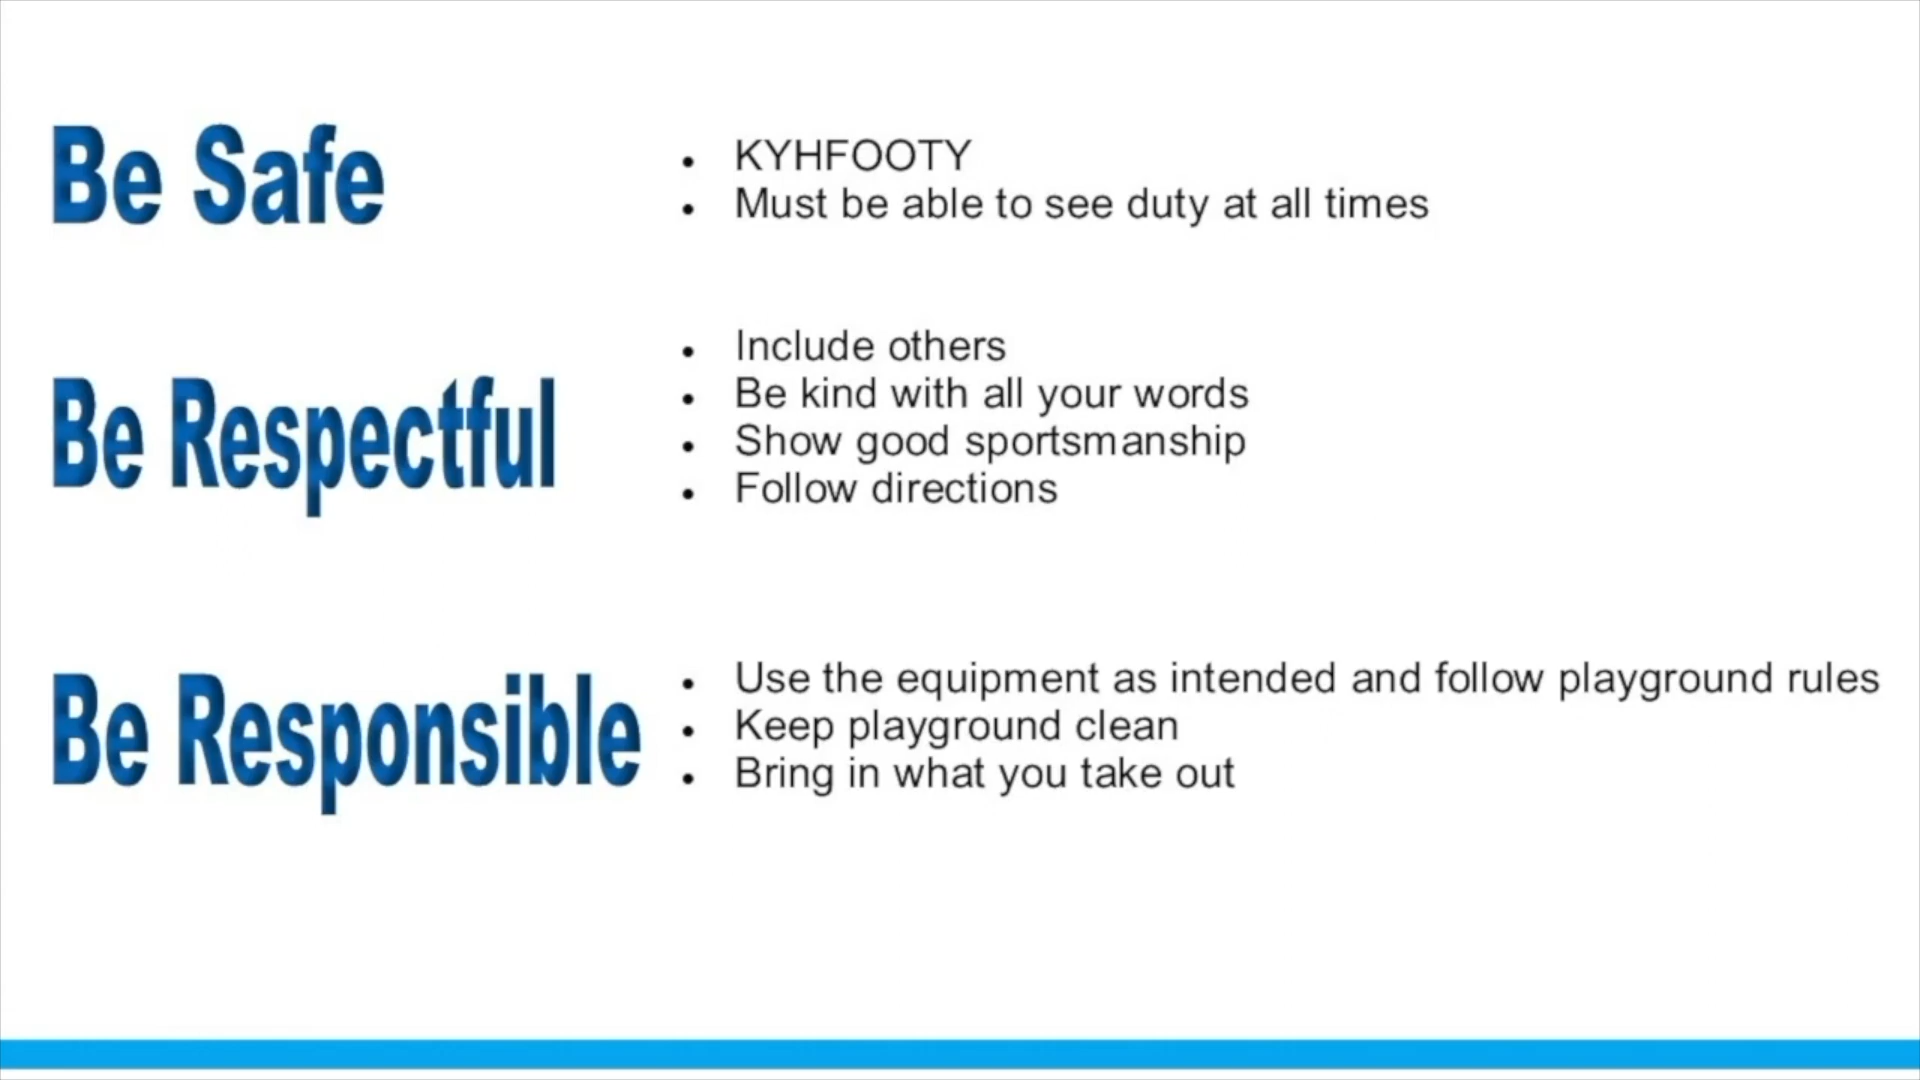 Be Safe
• KYHFOOTY
• Must be able to see duty at all times
Be Respectful
• Include others
• Be kind with all your words
• Show good sportsmanship
• Follow directions
Be Responsible
• Use the equipment as intended and follow playground rules
• Keep playground clean
• Bring in what you take out